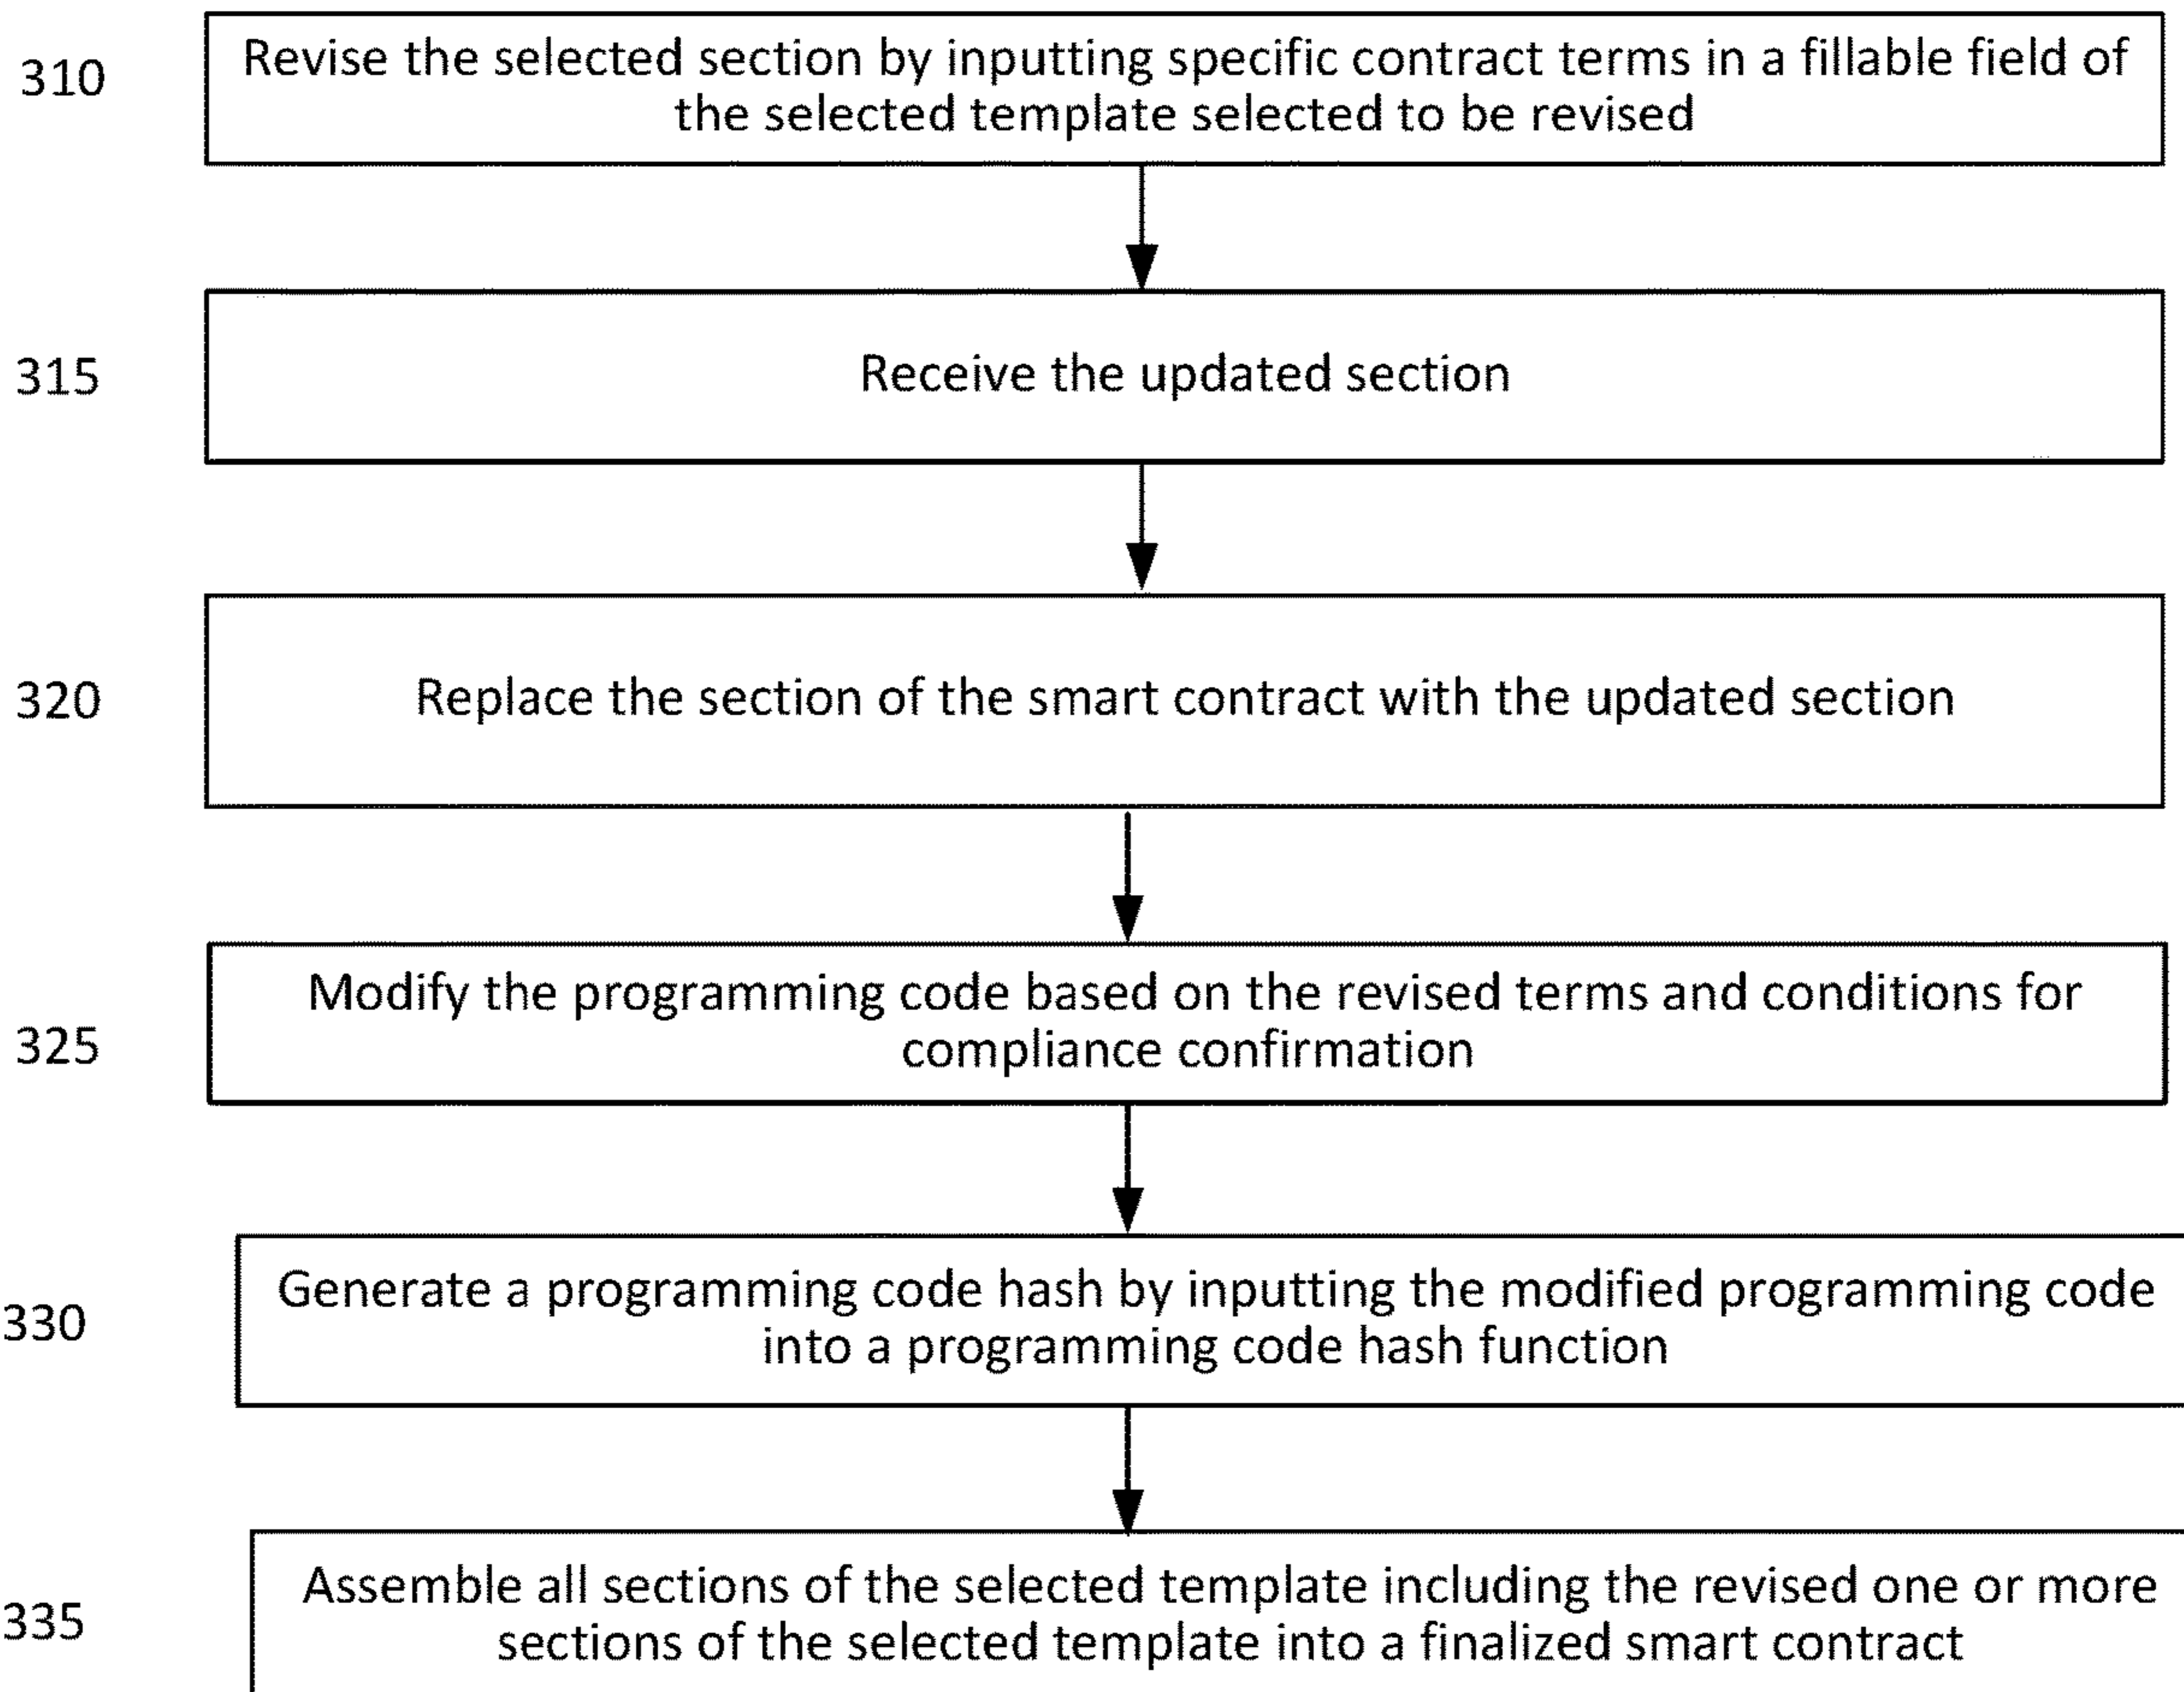 310
Revise the selected section by inputting specific contract terms in a fillable field of
the selected template selected to be revised
315
Receive the updated section
320
Replace the section of the smart contract with the updated section
325
Modify the programming code based on the revised terms and conditions for
compliance confirmation
330
Generate a programming code hash by inputting the modified programming code
into a programming code hash function
335
Assemble all sections of the selected template including the revised one or more
sections of the selected template into a finalized smart contract